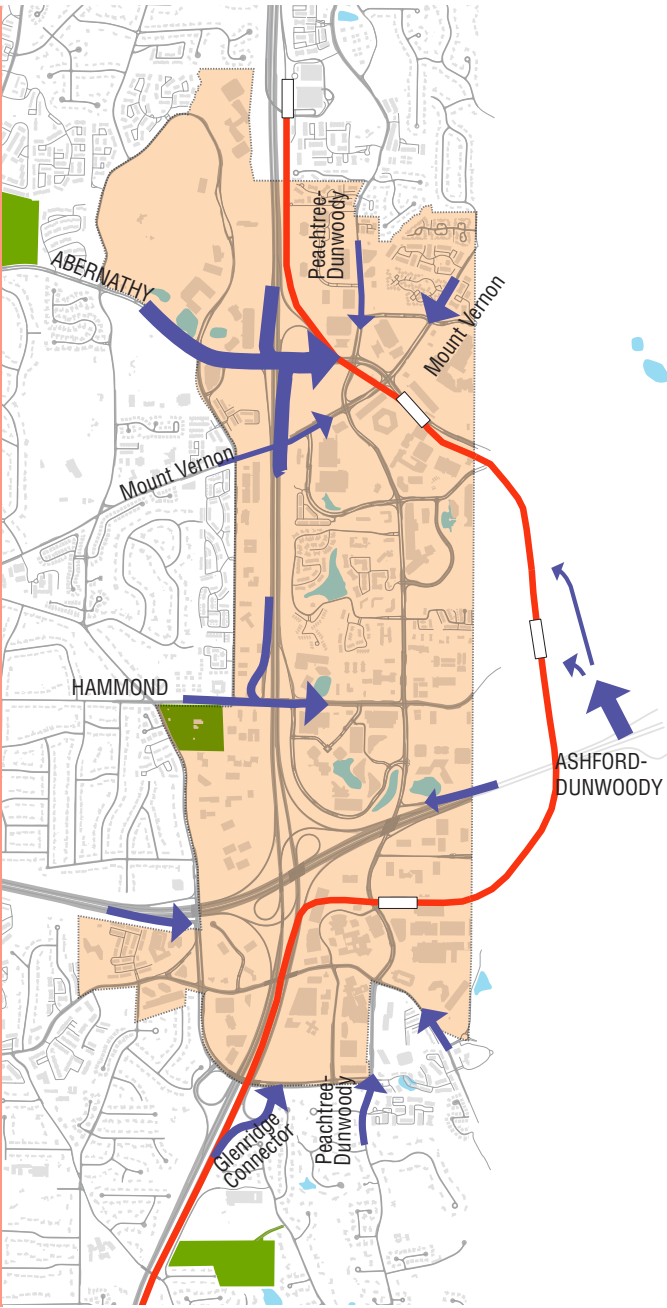 Peachtree-
Dunwoody
ABERNATHY
Mount Vernon
Mount Vernon
HAMMOND
ASHFORD-
DUNWOODY
Glenridge
Connector
Peachtree-
Dunwoody